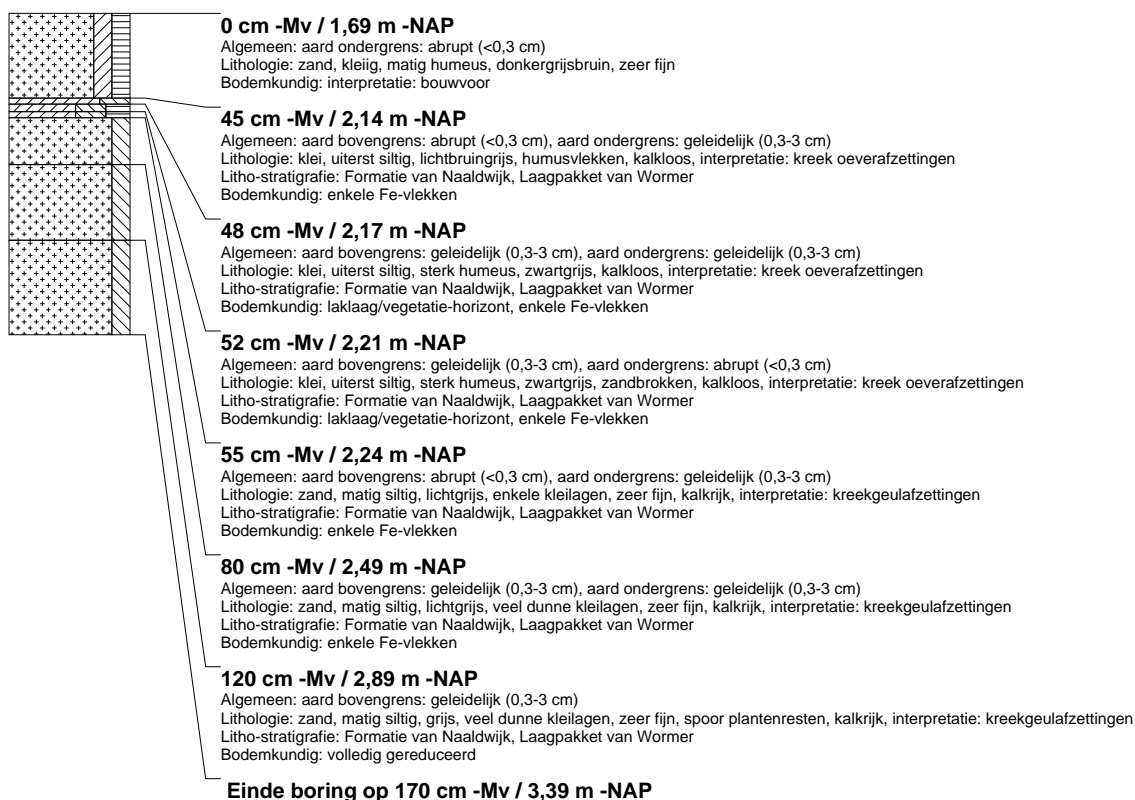 0 cm -Mv / 1,69 m -NAP
Algemeen: aard ondergrens: abrupt (<0,3 cm)
Lithologie: zand, kleiig, matig humeus, donkergrijsbruin, zeer fijn
Bodemkundig: interpretatie: bouwvoor
45 cm -Mv / 2,14 m -NAP
Algemeen: aard bovengrens: abrupt (<0,3 cm), aard ondergrens: geleidelijk (0,3-3 cm)
Lithologie: klei, uiterst siltig, lichtbruingrijs, humusvlekken, kalkloos, interpretatie: kreek oeverafzettingen
Litho-stratigrafie: Formatie van Naaldwijk, Laagpakket van Wormer
Bodemkundig: enkele Fe-vlekken
48 cm -Mv / 2,17 m -NAP
Algemeen: aard bovengrens: geleidelijk (0,3-3 cm), aard ondergrens: geleidelijk (0,3-3 cm)
Lithologie: klei, uiterst siltig, sterk humeus, zwartgrijs, kalkloos, interpretatie: kreek oeverafzettingen
Litho-stratigrafie: Formatie van Naaldwijk, Laagpakket van Wormer
Bodemkundig: laklaag/vegetatie-horizont, enkele Fe-vlekken
52 cm -Mv / 2,21 m -NAP
Algemeen: aard bovengrens: geleidelijk (0,3-3 cm), aard ondergrens: abrupt (<0,3 cm)
Lithologie: klei, uiterst siltig, sterk humeus, zwartgrijs, zandbrokken, kalkloos, interpretatie: kreek oeverafzettingen
Litho-stratigrafie: Formatie van Naaldwijk, Laagpakket van Wormer
Bodemkundig: laklaag/vegetatie-horizont, enkele Fe-vlekken
55 cm -Mv / 2,24 m -NAP
Algemeen: aard bovengrens: abrupt (<0,3 cm), aard ondergrens: geleidelijk (0,3-3 cm)
Lithologie: zand, matig siltig, lichtgrijs, enkele kleilagen, zeer fijn, kalkrijk, interpretatie: kreekgeulafzettingen
Litho-stratigrafie: Formatie van Naaldwijk, Laagpakket van Wormer
Bodemkundig: enkele Fe-vlekken
80 cm -Mv / 2,49 m -NAP
Algemeen: aard bovengrens: geleidelijk (0,3-3 cm), aard ondergrens: geleidelijk (0,3-3 cm)
Lithologie: zand, matig siltig, lichtgrijs, veel dunne kleilagen, zeer fijn, kalkrijk, interpretatie: kreekgeulafzettingen
Litho-stratigrafie: Formatie van Naaldwijk, Laagpakket van Wormer
Bodemkundig: enkele Fe-vlekken
120 cm -Mv / 2,89 m -NAP
Algemeen: aard bovengrens: geleidelijk (0,3-3 cm)
Lithologie: zand, matig siltig, grijs, veel dunne kleilagen, zeer fijn, spoor plantenresten, kalkrijk, interpretatie: kreekgeulafzettingen
Litho-stratigrafie: Formatie van Naaldwijk, Laagpakket van Wormer
Bodemkundig: volledig gereduceerd
Einde boring op 170 cm -Mv / 3,39 m -NAP